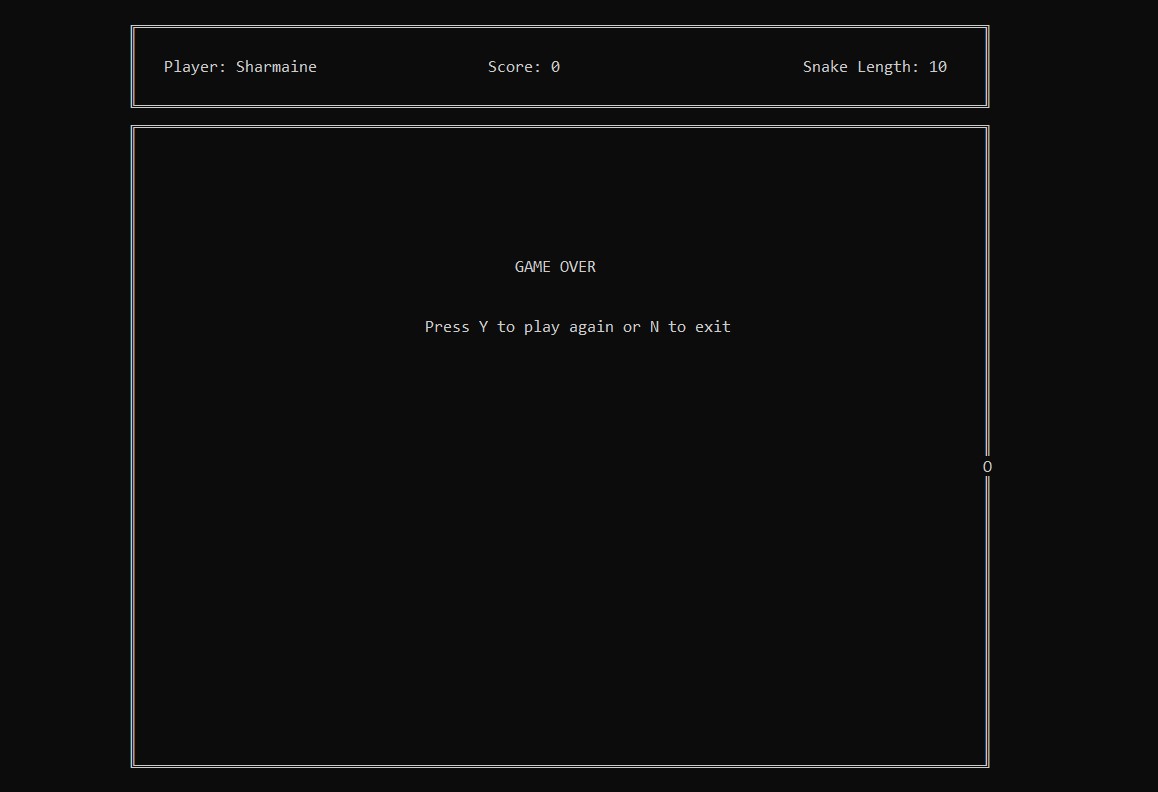 Player: Sharmaine Score: 0 Snake Length: 10
GAME OVER
Press Y to play again or N to exit
O